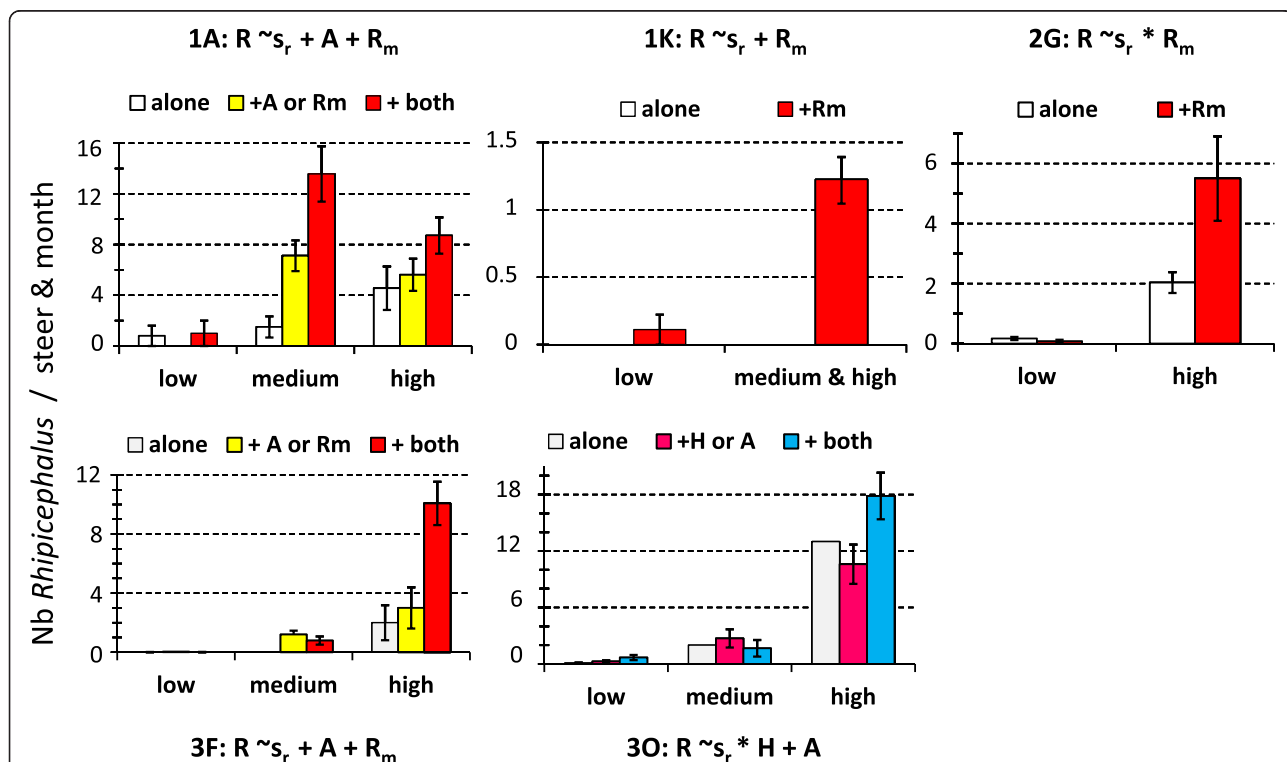 1A: R ~sr + A + Rm
alone +A or Rm + both
16
12
8
4
0
low medium high
1K: R ~sr + Rm
alone +Rm
1.5
1
0.5
0
low medium & high
2G: R ~sr * Rm
alone +Rm
6
4
2
0
low high
Nb Rhipicephalus / steer & month
alone + A or Rm + both
12
8
4
0
low medium high
3F: R ~sr + A + Rm
alone +H or A + both
18
12
6
0
low medium high
3O: R ~sr * H + A